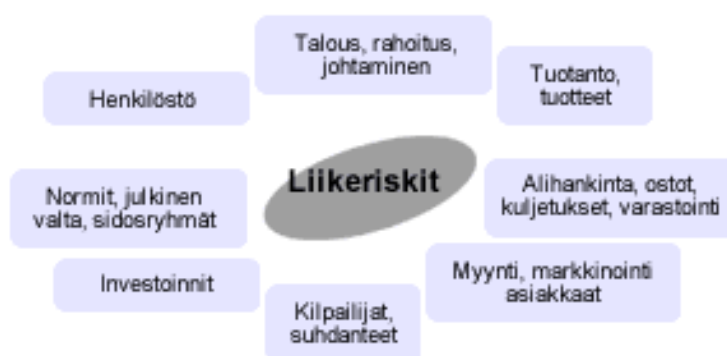 Talous, rahoitus,
johtaminen
Tuotanto,
tuotteet
Henkilöstö
Liikeriskit
Alihankinta, ostot,
kuljetukset, varastointi
Normit, julkinen
valta, sidosryhmät
Myynti, markkinointi
asiakkaat
Investoinnit
Kilpailijat,
suhdanteet